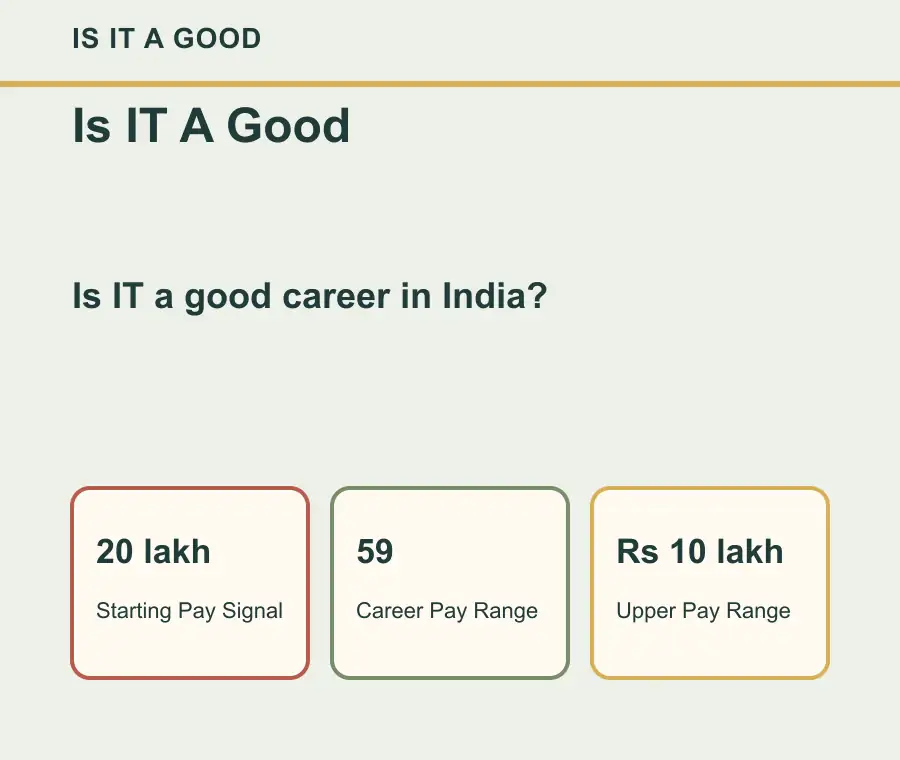 IS IT A GOOD
Is IT A Good
Is IT a good career in India?
20 lakh
Starting Pay Signal
59
Career Pay Range
Rs 10 lakh
Upper Pay Range